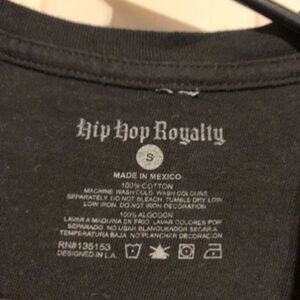 Hip Hop Royalty
S
MADE IN MEXICO
100% COTTON
MACHINE WASH COLD. WASH COLOURS
SEPARATELY. DO NOT BLEACH. TUMBLE DRY LOW
LOW IRON. DO NOT IRON DECORATION
100% ALGODON
LAVAR A MAQUINA EN FRIO. LAVAR COLORES POR
SEPARADO. NO USAR BLANQUEADOR. SECAR A
TEMPERATURA BAJA. NO PLANCHAR DECORACION
RN#135153
DESIGNED IN L.A.